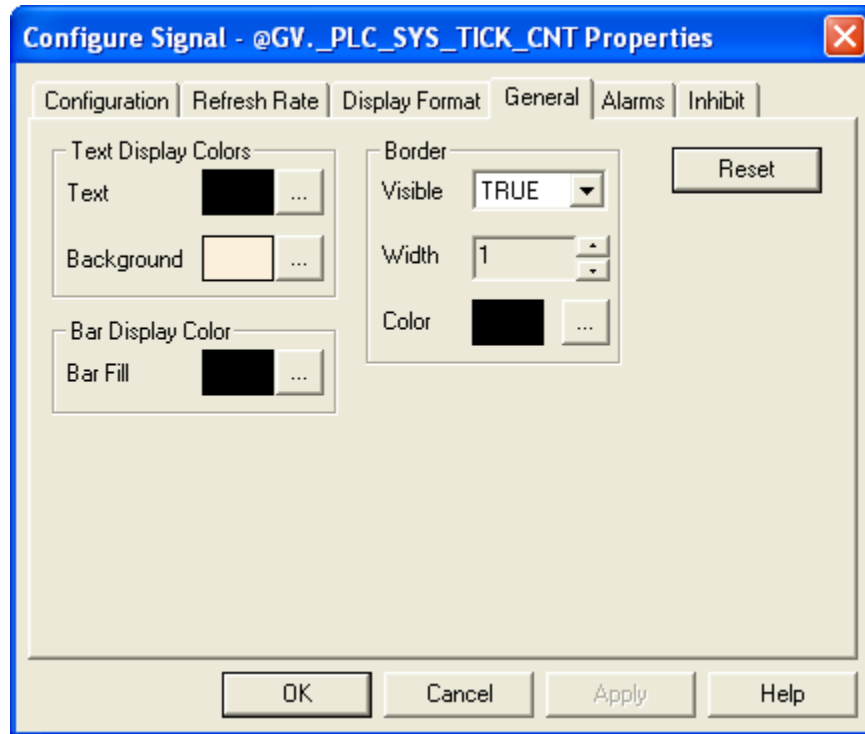 Configure Signal - @GV._PLC_SYS_TICK_CNT Properties
Configuration Refresh Rate Display Format General Alarms Inhibit
Text Display Colors
Text ...
Background ...
Bar Display Color
Bar Fill ...
Border
Visible TRUE
Width 1
Color ...
Reset
OK Cancel Apply Help